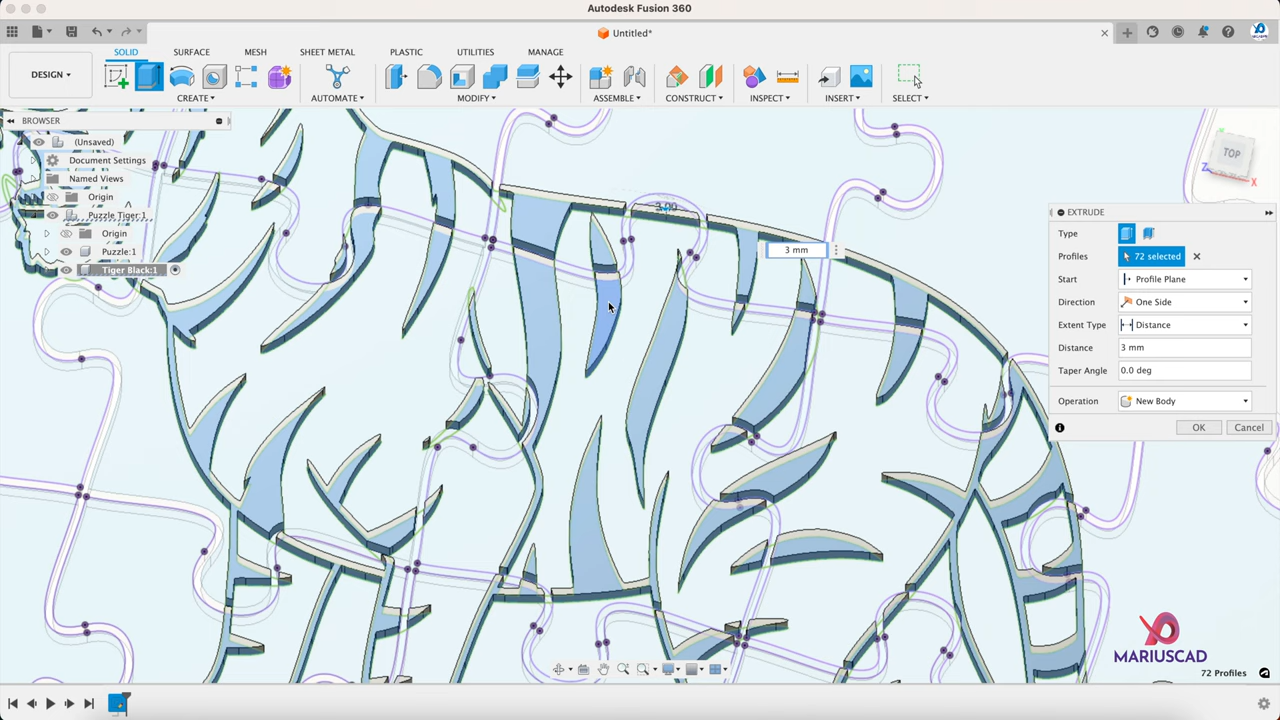 Autodesk Fusion 360
Untitled*
DESIGN
SOLID
SURFACE
MESH
SHEET METAL
PLASTIC
UTILITIES
MANAGE
CREATE
AUTOMATE
MODIFY
ASSEMBLE
CONSTRUCT
INSPECT
INSERT
SELECT
BROWSER
(Unsaved)
Document Settings
Named Views
Origin
Puzzle Tiger:1
Origin
Puzzle:1
Tiger Black:1
3.00
3 mm
TOP
Z
X
EXTRUDE
Type
Profiles
72 selected
Start
Profile Plane
Direction
One Side
Extent Type
Distance
Distance
3 mm
Taper Angle
0.0 deg
Operation
New Body
OK
Cancel
MARIUSCAD
72 Profiles